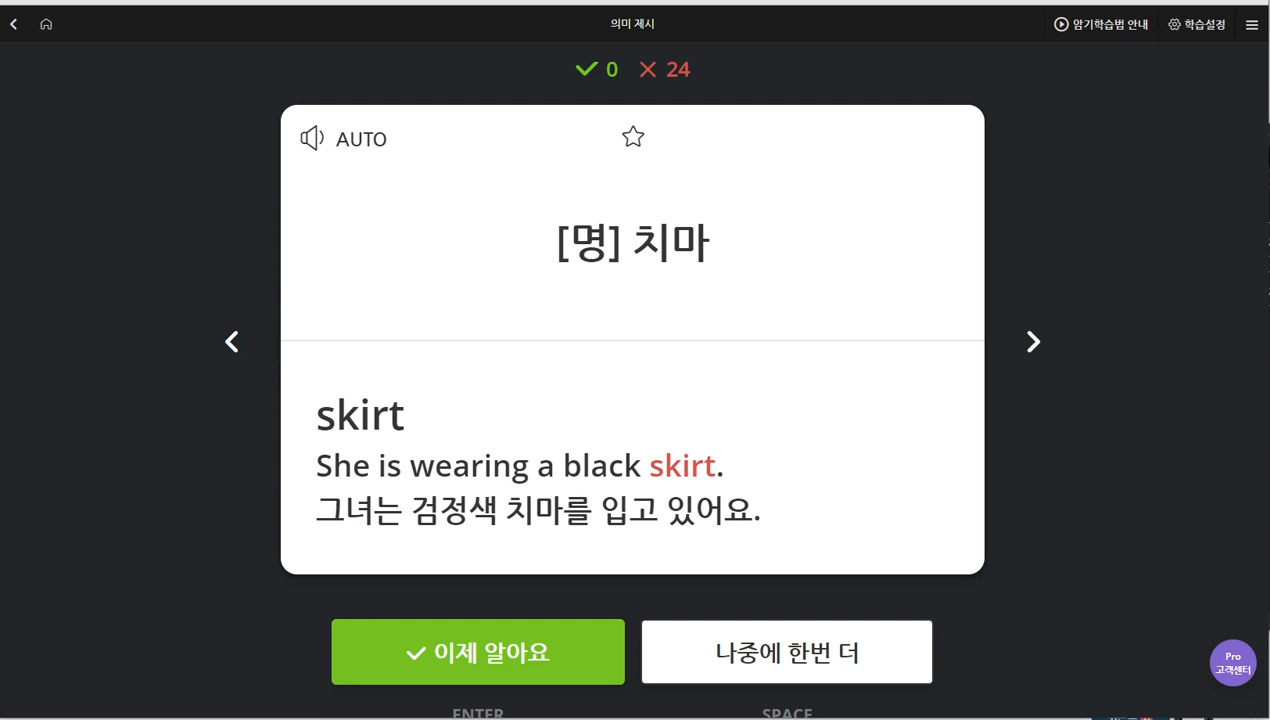 의미 제시
암기학습법 안내
학습설정
0
24
AUTO
[명] 치마
skirt
She is wearing a black skirt.
그녀는 검정색 치마를 입고 있어요.
이제 알아요
나중에 한번 더
Pro
고객센터
ENTER
SPACE